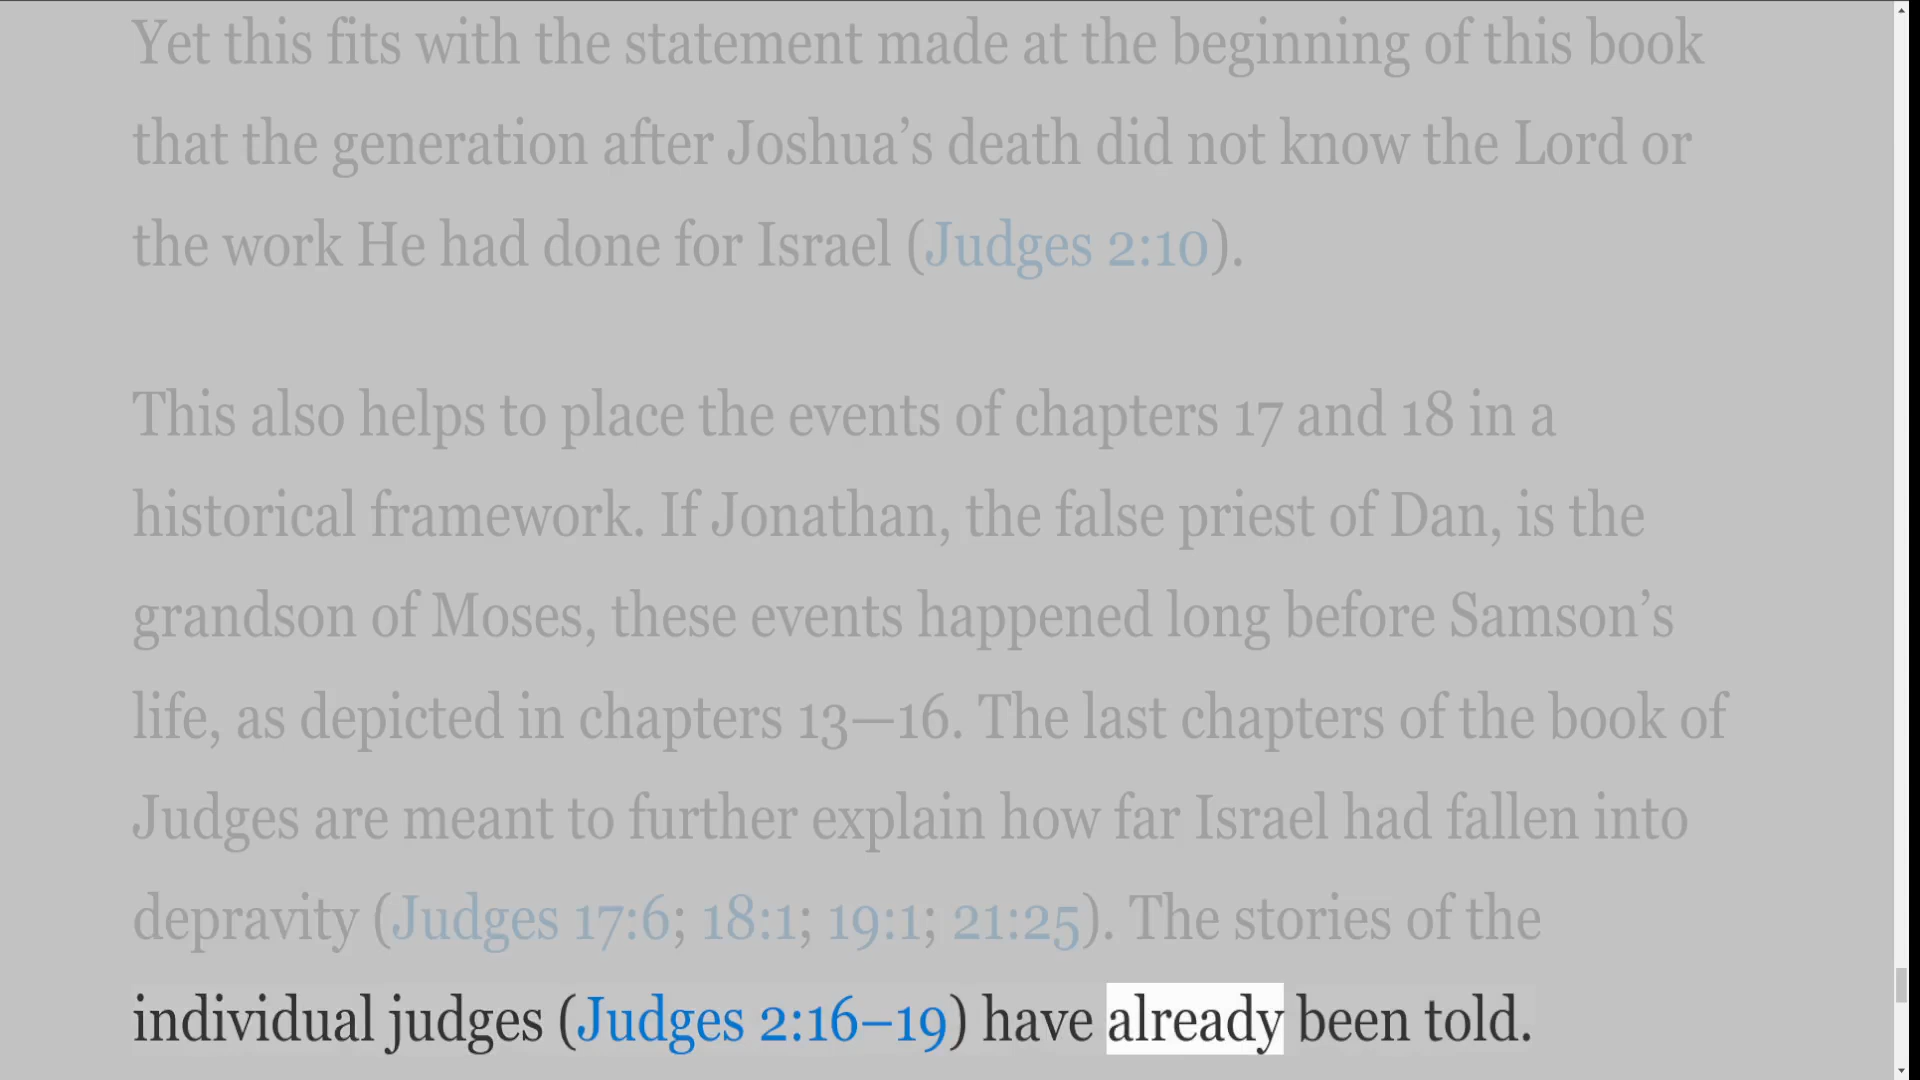 Yet this fits with the statement made at the beginning of this book
that the generation after Joshua’s death did not know the Lord or
the work He had done for Israel (Judges 2:10).
This also helps to place the events of chapters 17 and 18 in a
historical framework. If Jonathan, the false priest of Dan, is the
grandson of Moses, these events happened long before Samson’s
life, as depicted in chapters 13—16. The last chapters of the book of
Judges are meant to further explain how far Israel had fallen into
depravity (Judges 17:6; 18:1; 19:1; 21:25). The stories of the
individual judges (Judges 2:16–19) have already been told.